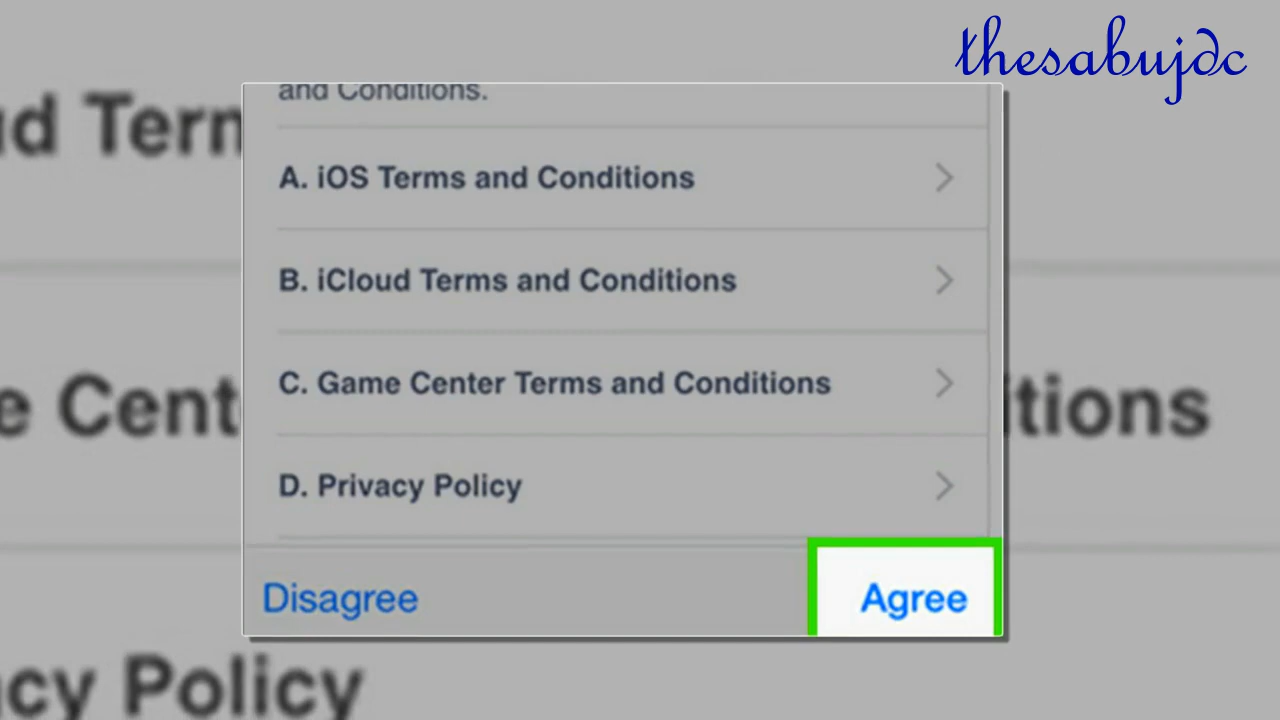 thesabujdc
and Conditions.
A. iOS Terms and Conditions
B. iCloud Terms and Conditions
C. Game Center Terms and Conditions
D. Privacy Policy
Disagree
Agree
Policy